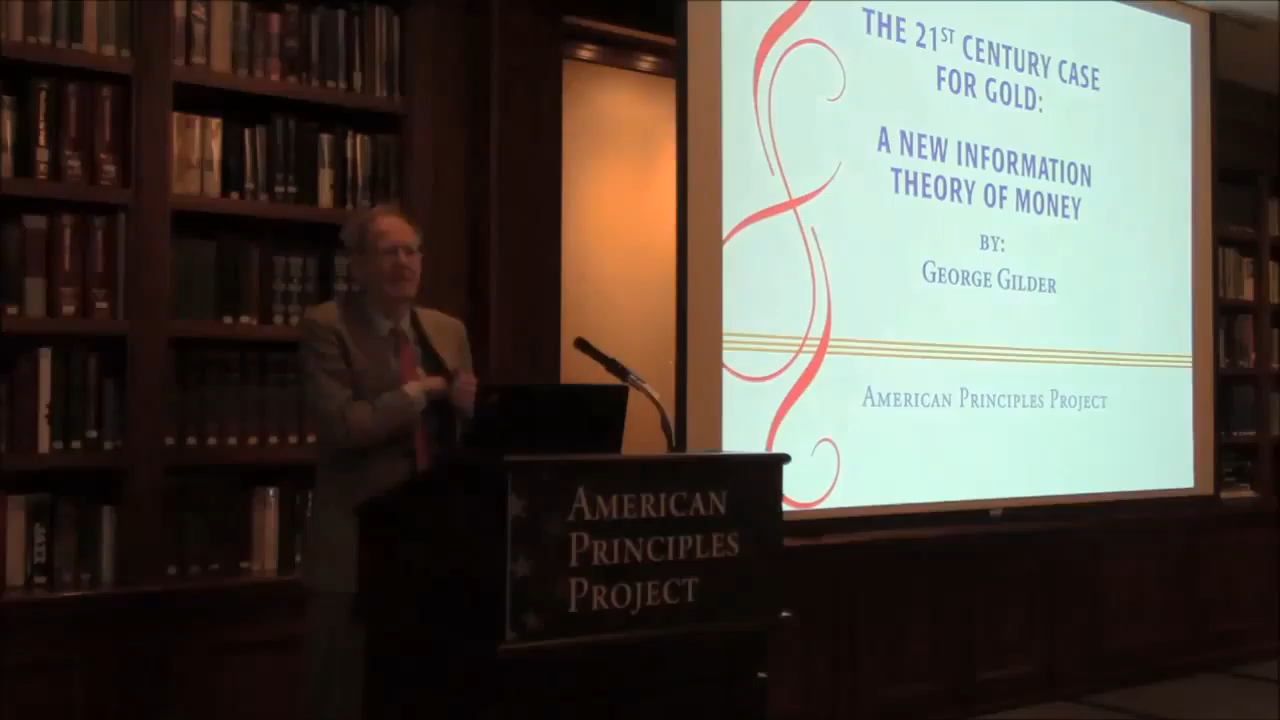 THE 21ST CENTURY CASE
FOR GOLD:
A NEW INFORMATION
THEORY OF MONEY
BY:
GEORGE GILDER
AMERICAN PRINCIPLES PROJECT
AMERICAN
PRINCIPLES
PROJECT